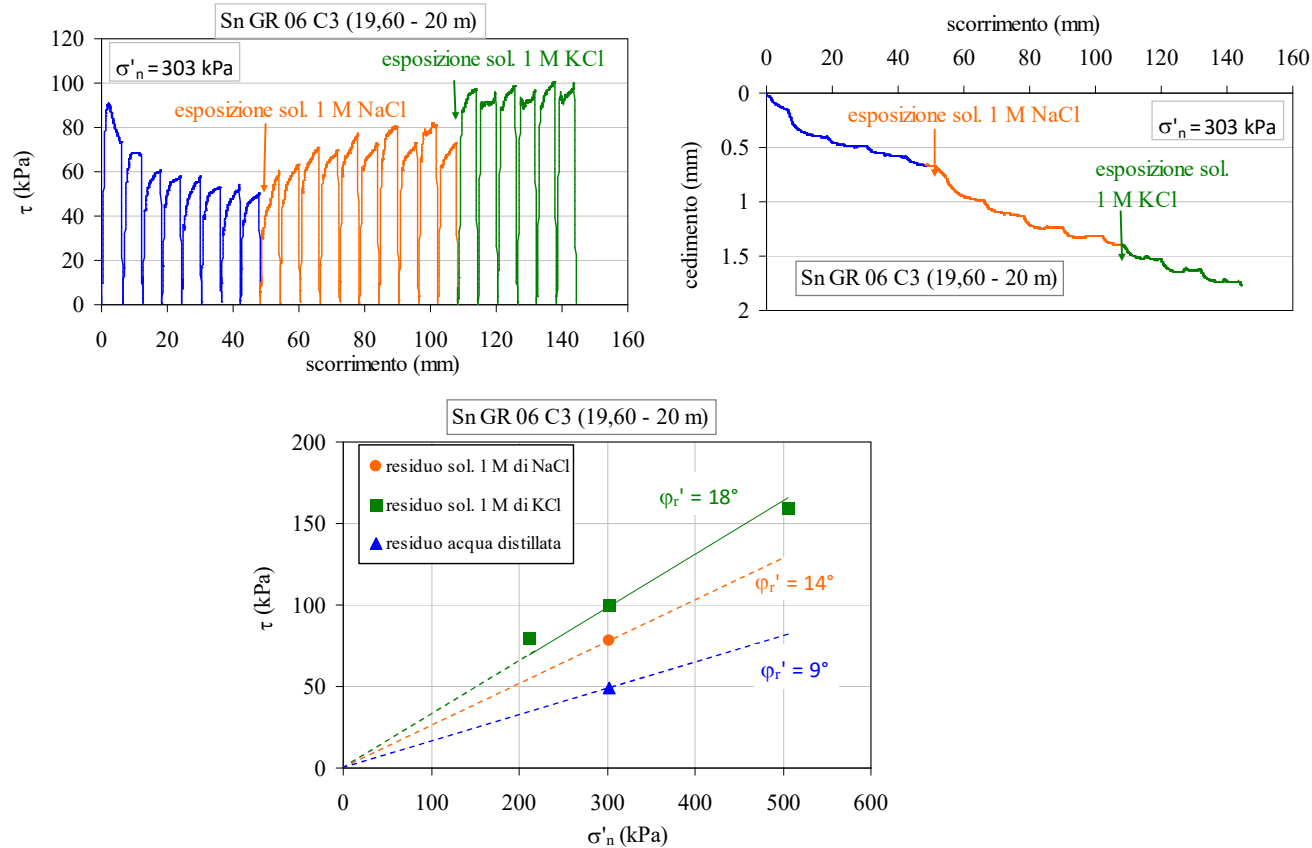 Sn GR 06 C3 (19,60 - 20 m)
120
100
80
60
40
20
0
τ (kPa)
σ'n = 303 kPa
esposizione sol. 1 M KCl
esposizione sol. 1 M NaCl
0 20 40 60 80 100 120 140 160
scorrimento (mm)
scorrimento (mm)
0 20 40 60 80 100 120 140 160
0
0.5
1
1.5
2
cedimento (mm)
esposizione sol. 1 M NaCl
σ'n = 303 kPa
esposizione sol.
1 M KCl
Sn GR 06 C3 (19,60 - 20 m)
Sn GR 06 C3 (19,60 - 20 m)
200
150
100
50
0
τ (kPa)
residuo sol. 1 M di NaCl
residuo sol. 1 M di KCl
residuo acqua distillata
φr' = 18°
φr' = 14°
φr' = 9°
0 100 200 300 400 500 600
σ'n (kPa)